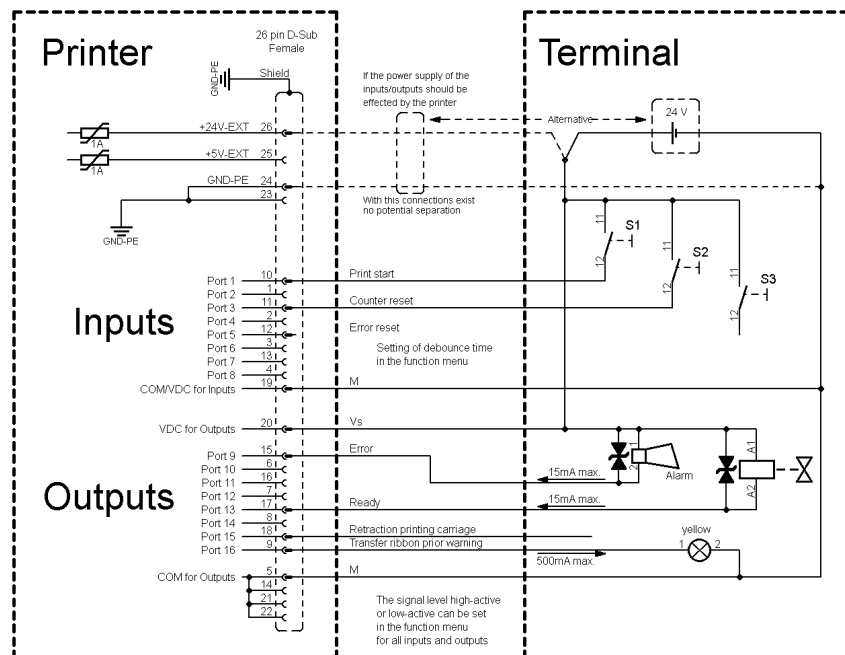 Printer
26 pin D-Sub
Female
Terminal
GND-PE
Shield
If the power supply of the
inputs/outputs should be
effected by the printer
Alternative
24 V
+24V-EXT 26
1A
+5V-EXT 25
1A
GND-PE 24
23
GND-PE
With this connections exist
no potential separation
11
12
S1
11
12
S2
11
12
S3
Inputs
Port 1 10 Print start
Port 2 1
Port 3 11 Counter reset
Port 4 2
Port 5 12 Error reset
Port 6 3
Port 7 13
Port 8 4
COM/VDC for Inputs 19 M
Setting of debounce time
in the function menu
VDC for Outputs 20 Vs
Outputs
Port 9 15 Error
Port 10 6
Port 11 16
Port 12 7
Port 13 17 Ready
Port 14 8
Port 15 18 Retraction printing carriage
Port 16 9 Transfer ribbon prior warning
COM for Outputs 5 M
14
21
22
15mA max.
1
2
Alarm
A1
A2
15mA max.
yellow
1
2
500mA max.
The signal level high-active
or low-active can be set
in the function menu
for all inputs and outputs